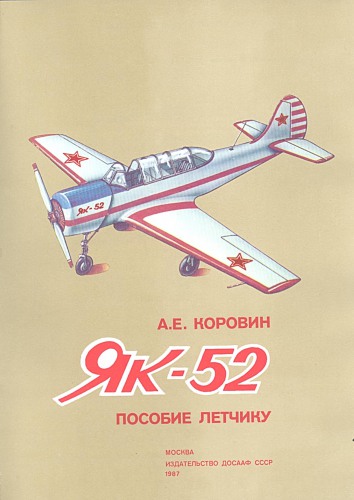 ЯК-52
А.Е. КОРОВИН
ЯК-52
ПОСОБИЕ ЛЕТЧИКУ
МОСКВА
ИЗДАТЕЛЬСТВО ДОСААФ СССР
1987